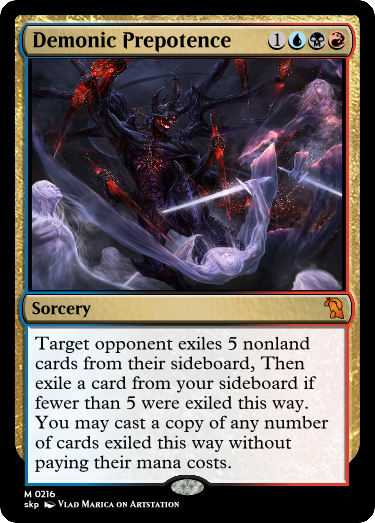 Demonic Prepotence 1
Sorcery
Target opponent exiles 5 nonland
cards from their sideboard, Then
exile a card from your sideboard if
fewer than 5 were exiled this way.
You may cast a copy of any number
of cards exiled this way without
paying their mana costs.
M 0216
skp Vlad Marica on Artstation